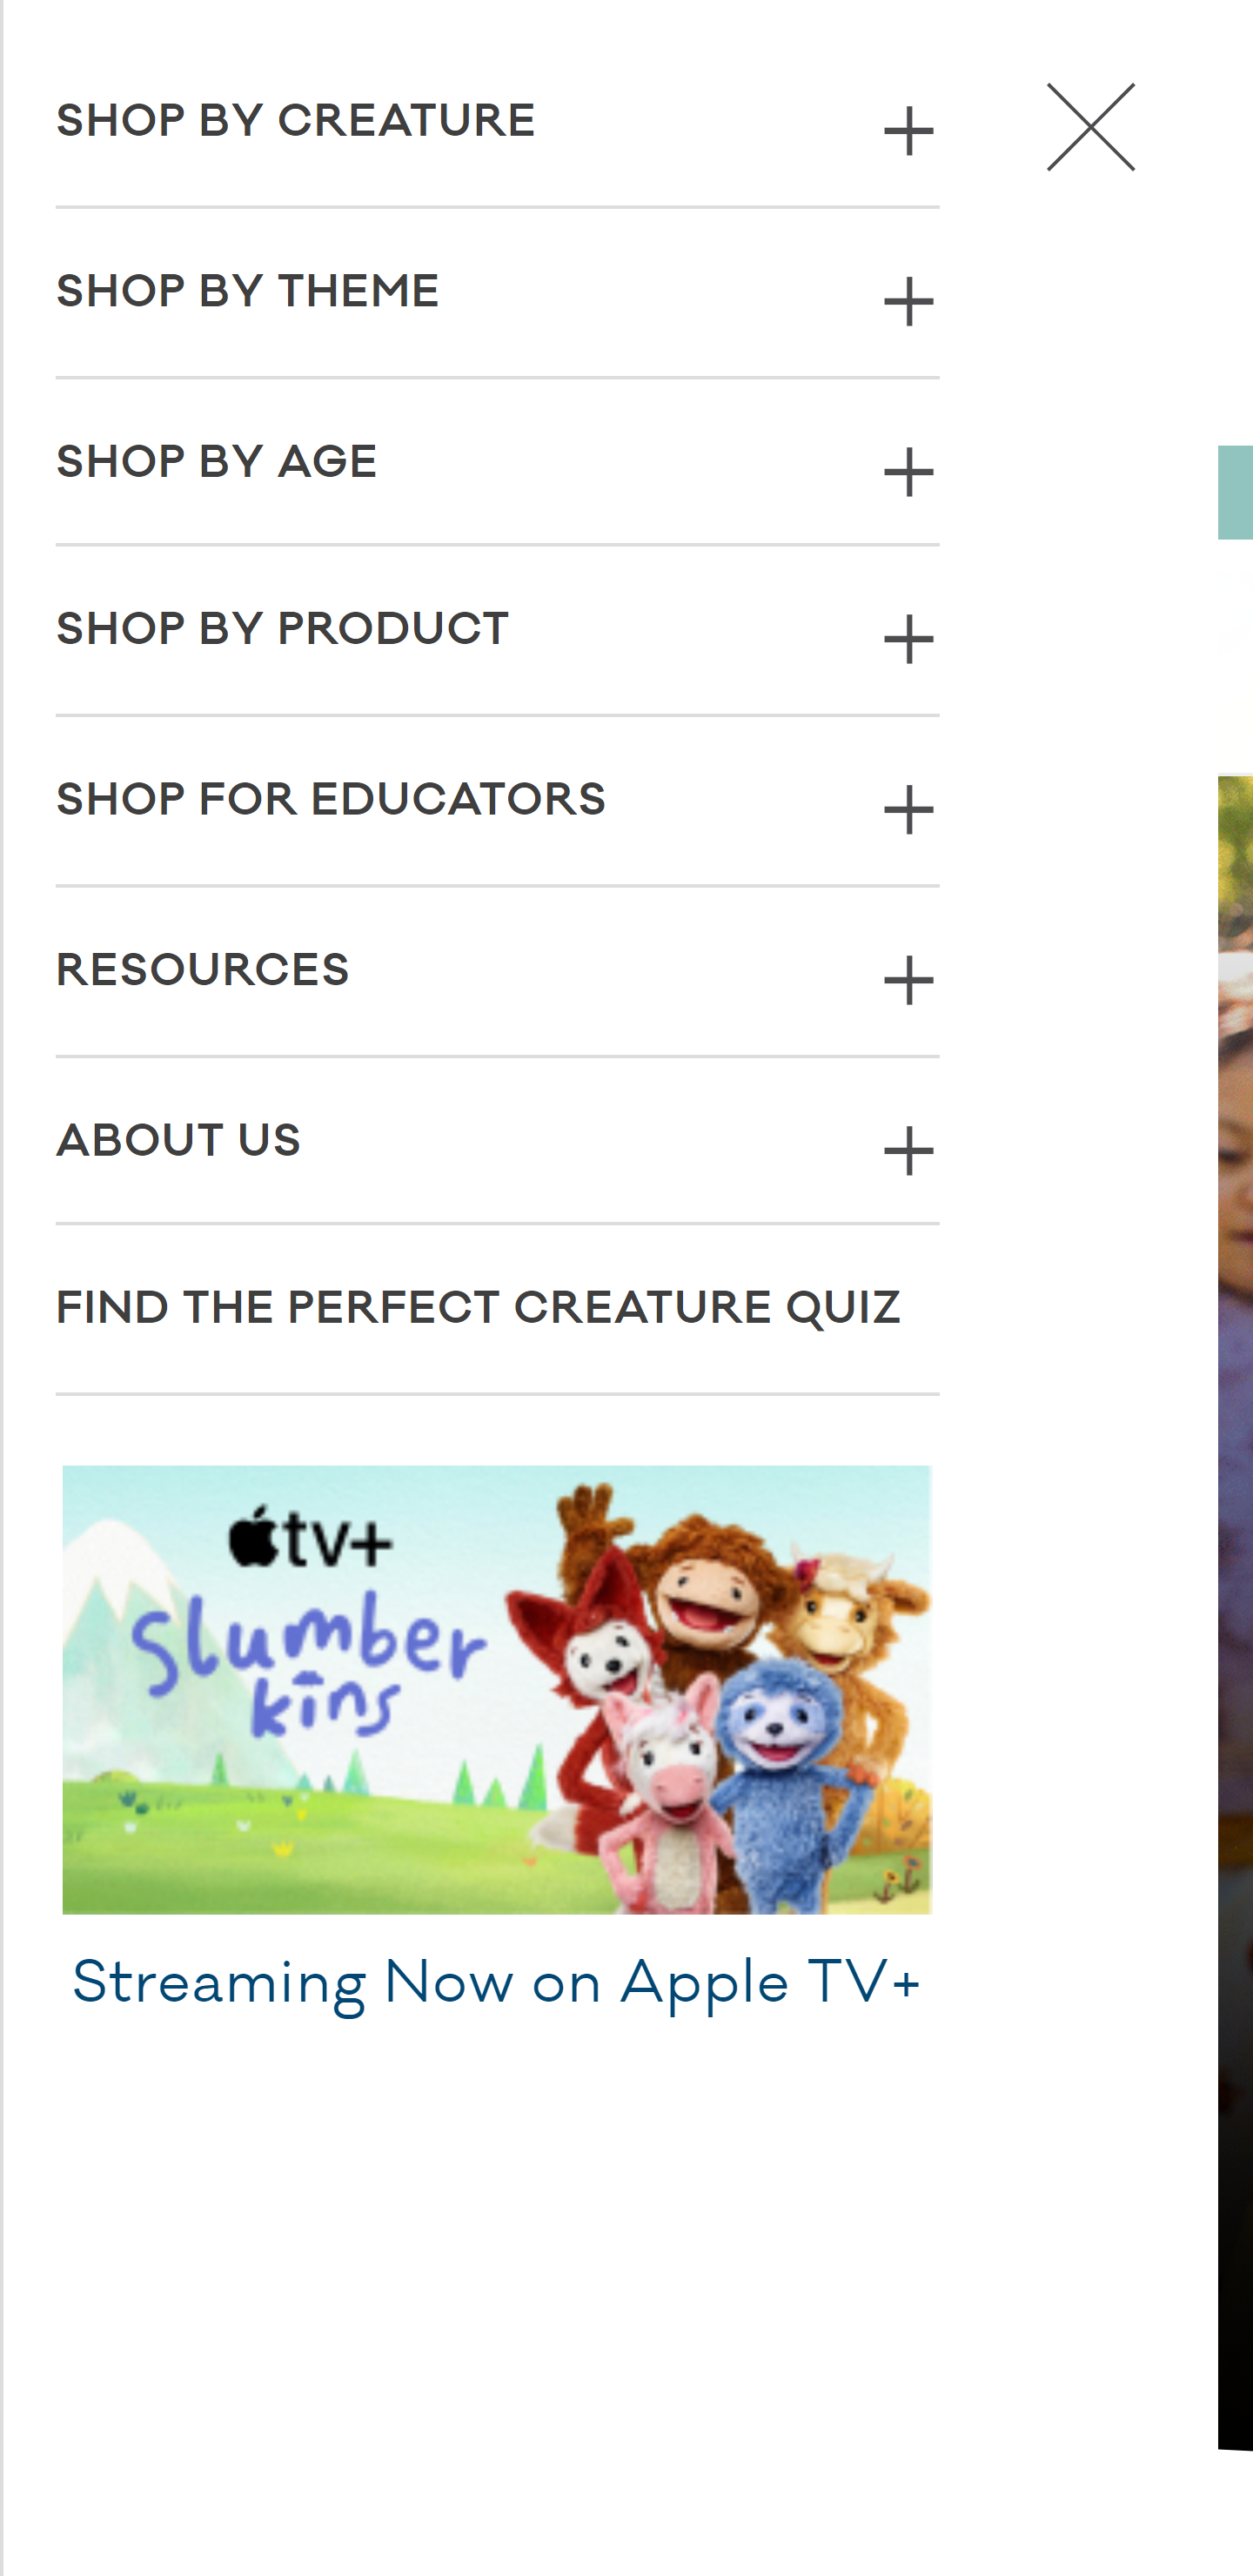 SHOP BY CREATURE
SHOP BY THEME
SHOP BY AGE
SHOP BY PRODUCT
SHOP FOR EDUCATORS
RESOURCES
ABOUT US
FIND THE PERFECT CREATURE QUIZ
tv+
Slumber
kins
Streaming Now on Apple TV+